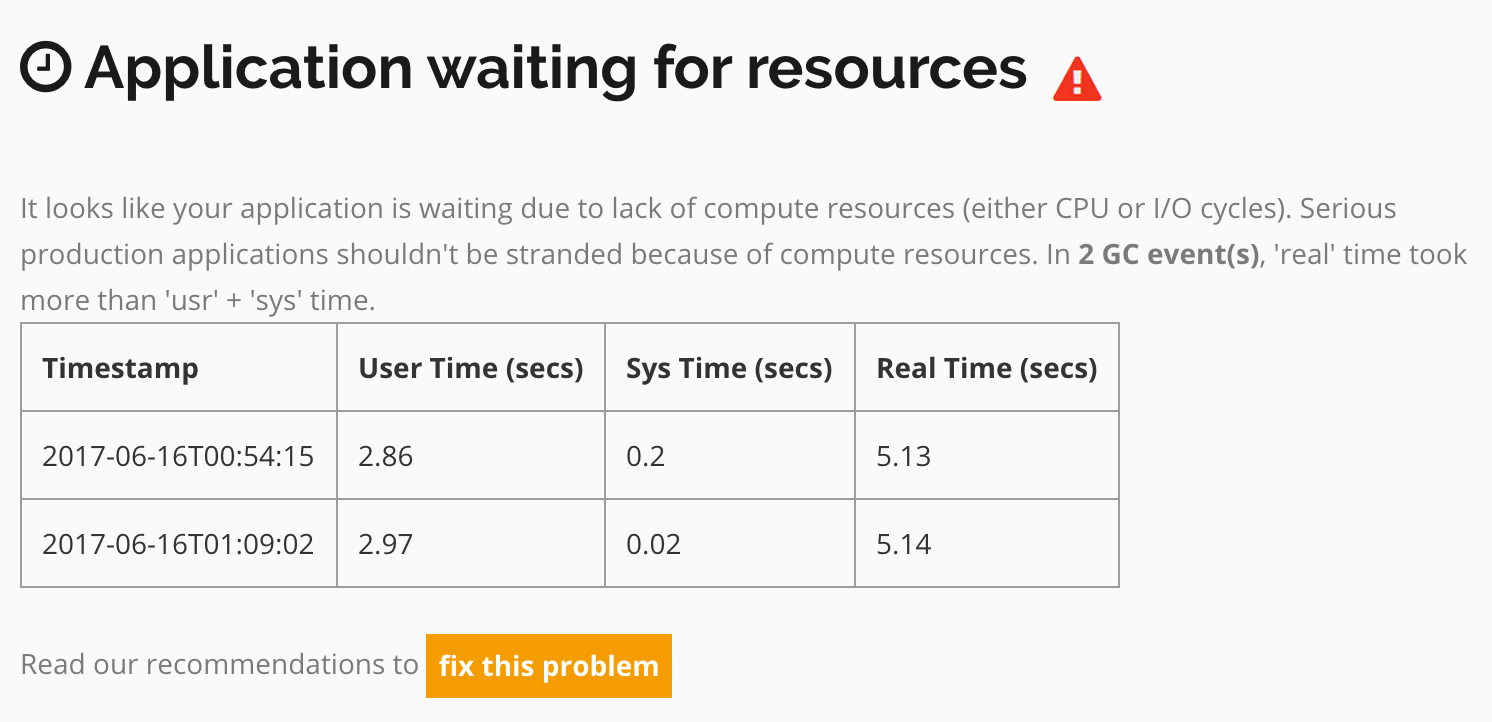 Application waiting for resources
It looks like your application is waiting due to lack of compute resources (either CPU or I/O cycles). Serious
production applications shouldn't be stranded because of compute resources. In 2 GC event(s), 'real' time took
more than 'usr' + 'sys' time.
Timestamp User Time (secs) Sys Time (secs) Real Time (secs)
2017-06-16T00:54:15 2.86 0.2 5.13
2017-06-16T01:09:02 2.97 0.02 5.14
Read our recommendations to fix this problem